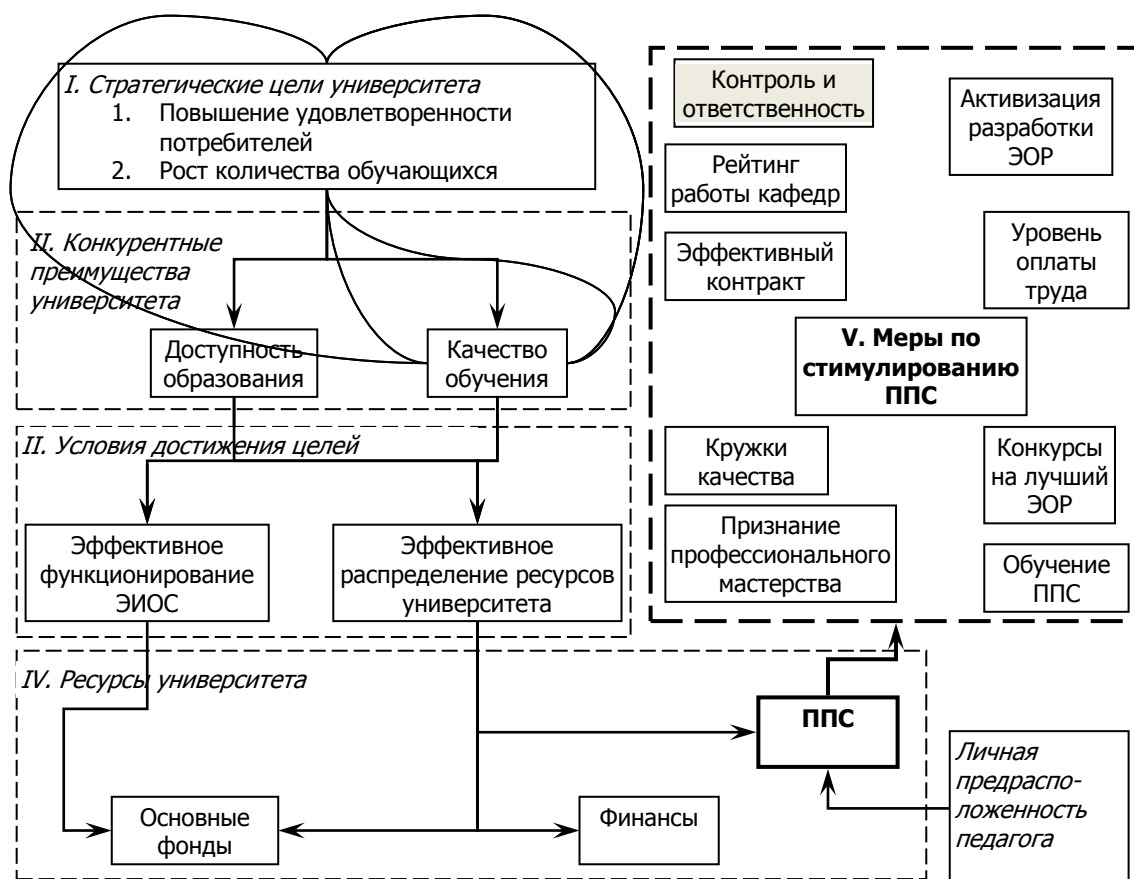 I. Стратегические цели университета
1. Повышение удовлетворенности
потребителей
2. Рост количества обучающихся
II. Конкурентные
преимущества
университета
Доступность
образования
Качество
обучения
II. Условия достижения целей
Эффективное
функционирование
ЭИОС
Эффективное
распределение ресурсов
университета
IV. Ресурсы университета
ППС
Основные
фонды
Финансы
Личная
предраспо-
ложенность
педагога
Контроль и
ответственность
Активизация
разработки
ЭОР
Рейтинг
работы кафедр
Эффективный
контракт
Уровень
оплаты
труда
V. Меры по
стимулированию
ППС
Кружки
качества
Конкурсы
на лучший
ЭОР
Признание
профессионального
мастерства
Обучение
ППС